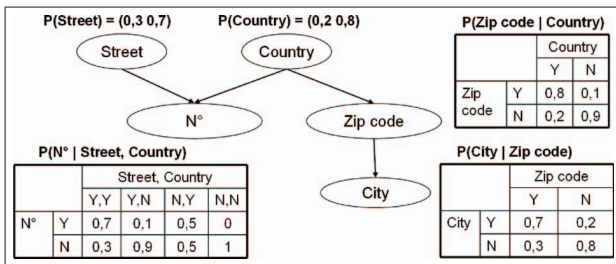 P(Street) = (0,3 0,7)
P(Country) = (0,2 0,8)
Street
Country
N°
Zip code
City
P(Zip code | Country)
Country
Y N
Zip code Y 0,8 0,1
N 0,2 0,9
P(N° | Street, Country)
Street, Country
Y,Y Y,N N,Y N,N
N° Y 0,7 0,1 0,5 0
N 0,3 0,9 0,5 1
P(City | Zip code)
Zip code
Y N
City Y 0,7 0,2
N 0,3 0,8